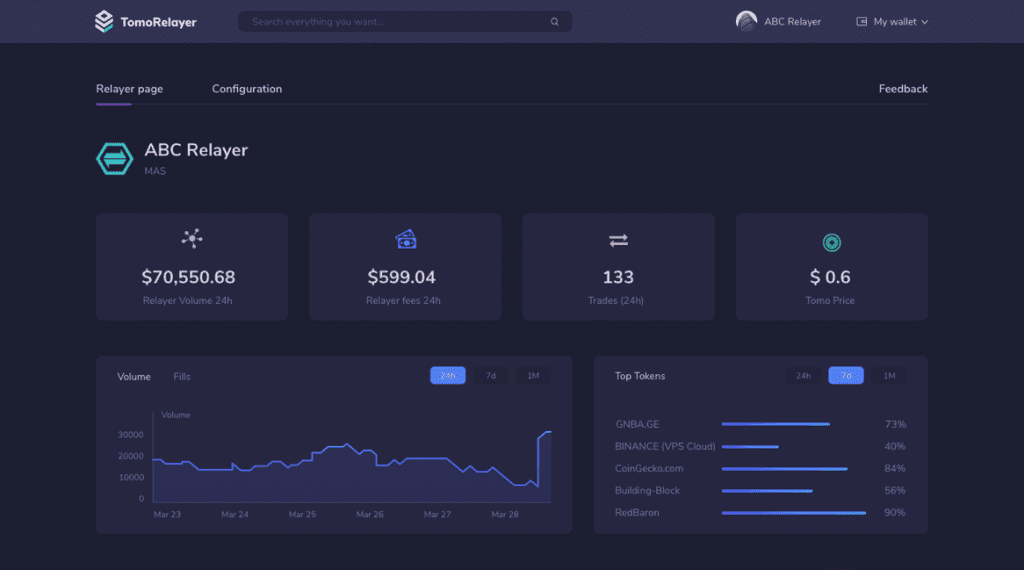 TomoRelayer
Search everything you want...
ABC Relayer
My wallet
Relayer page
Configuration
Feedback
ABC Relayer
MAS
$70,550.68
Relayer Volume 24h
$599.04
Relayer fees 24h
133
Trades (24h)
$ 0.6
Tomo Price
Volume
Fills
24h
7d
1M
Volume
30000
20000
10000
0
Mar 23
Mar 24
Mar 25
Mar 26
Mar 27
Mar 28
Top Tokens
24h
7d
1M
GNBA.GE
73%
BINANCE (VPS Cloud)
40%
CoinGecko.com
84%
Building-Block
56%
RedBaron
90%